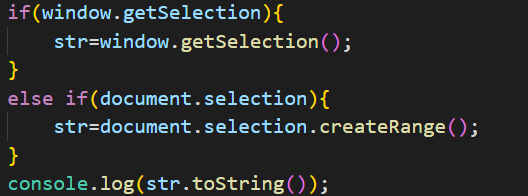 if(window.getSelection){
    str=window.getSelection();
}
else if(document.selection){
    str=document.selection.createRange();
}
console.log(str.toString());